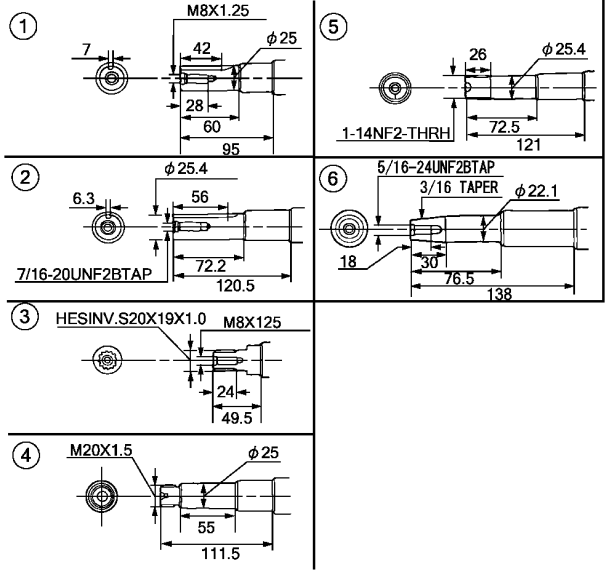 1
M8X1.25
7
42
φ25
28
60
95
2
φ25.4
6.3
56
7/16-20UNF2BTAP
72.2
120.5
3
HESINV.S20X19X1.0
M8X125
24
49.5
4
M20X1.5
φ25
55
111.5
5
26
φ25.4
1-14NF2-THRH
72.5
121
6
5/16-24UNF2BTAP
3/16 TAPER
φ22.1
18
30
76.5
138